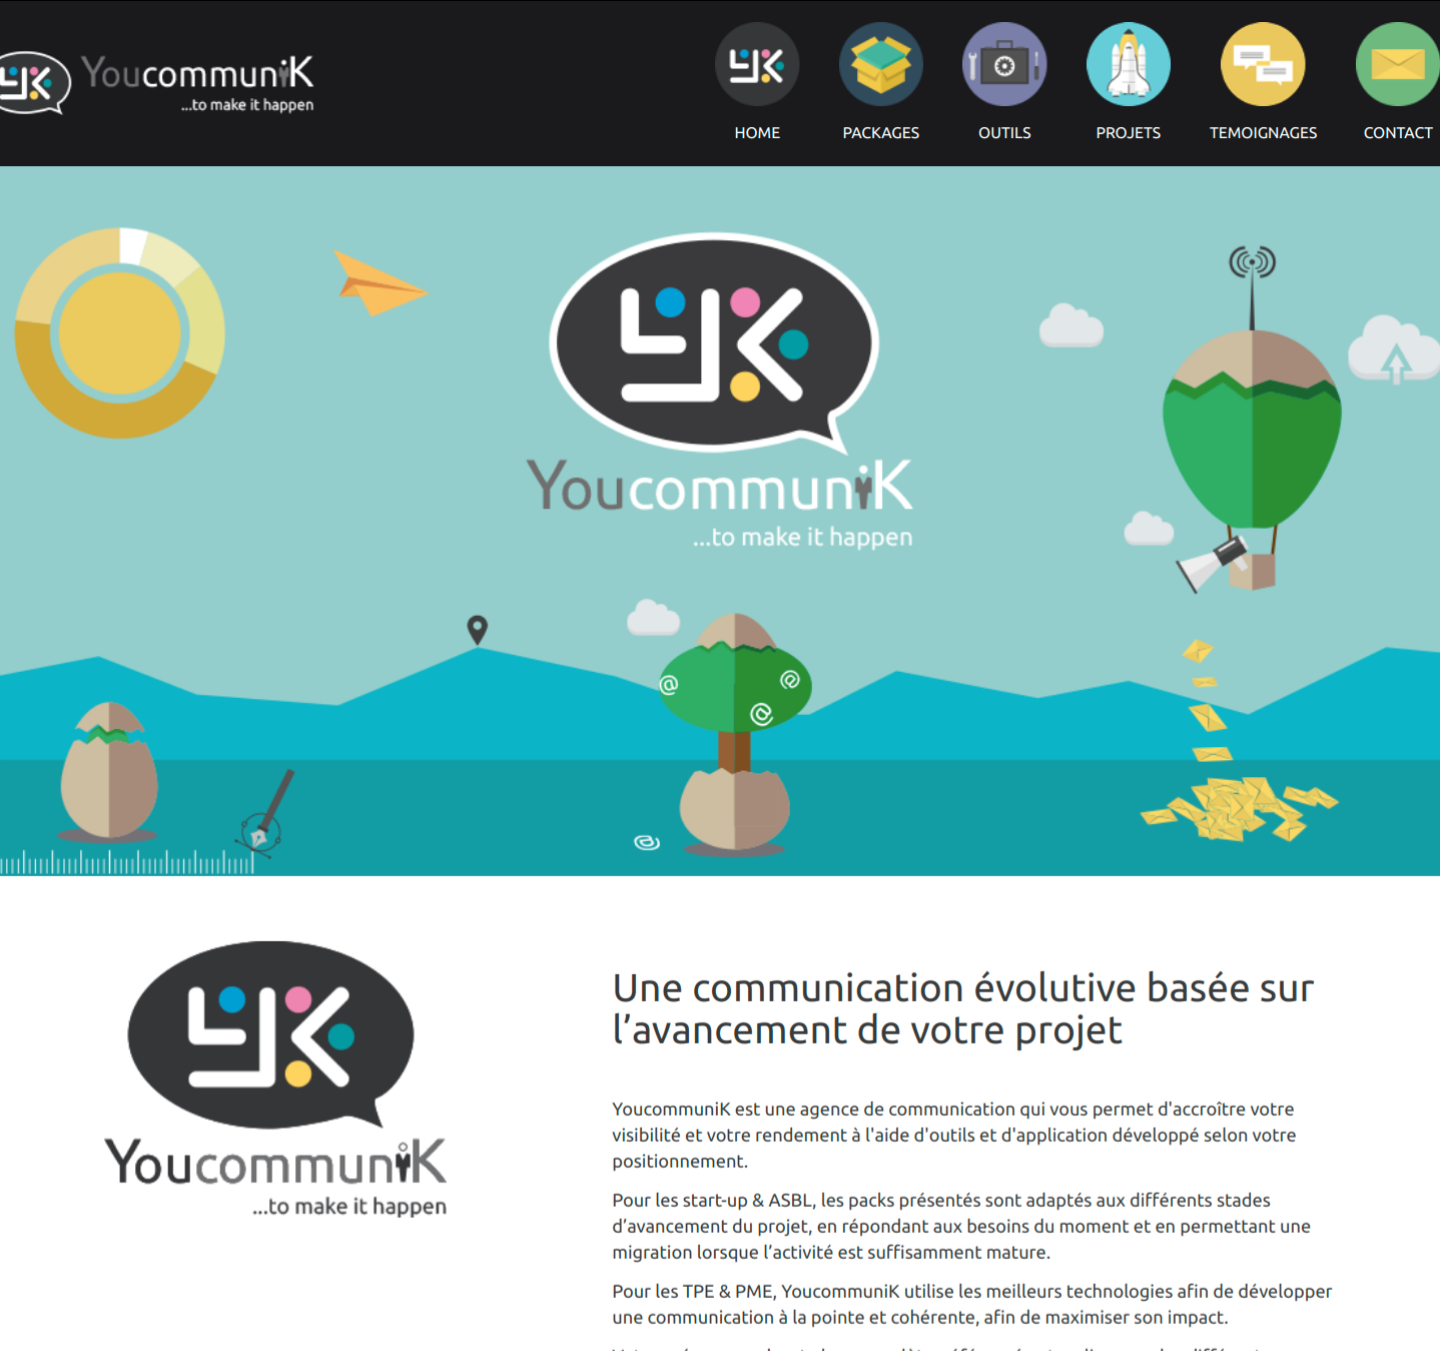 YoucommuniK
...to make it happen
HOME
PACKAGES
OUTILS
PROJETS
TEMOIGNAGES
CONTACT
YoucommuniK
...to make it happen
@
@
@
@
YoucommuniK
...to make it happen
Une communication évolutive basée sur
l’avancement de votre projet
YoucommuniK est une agence de communication qui vous permet d'accroître votre
visibilité et votre rendement à l'aide d'outils et d'application développé selon votre
positionnement.
Pour les start-up & ASBL, les packs présentés sont adaptés aux différents stades
d’avancement du projet, en répondant aux besoins du moment et en permettant une
migration lorsque l’activité est suffisamment mature.
Pour les TPE & PME, YoucommuniK utilise les meilleurs technologies afin de développer
une communication à la pointe et cohérente, afin de maximiser son impact.